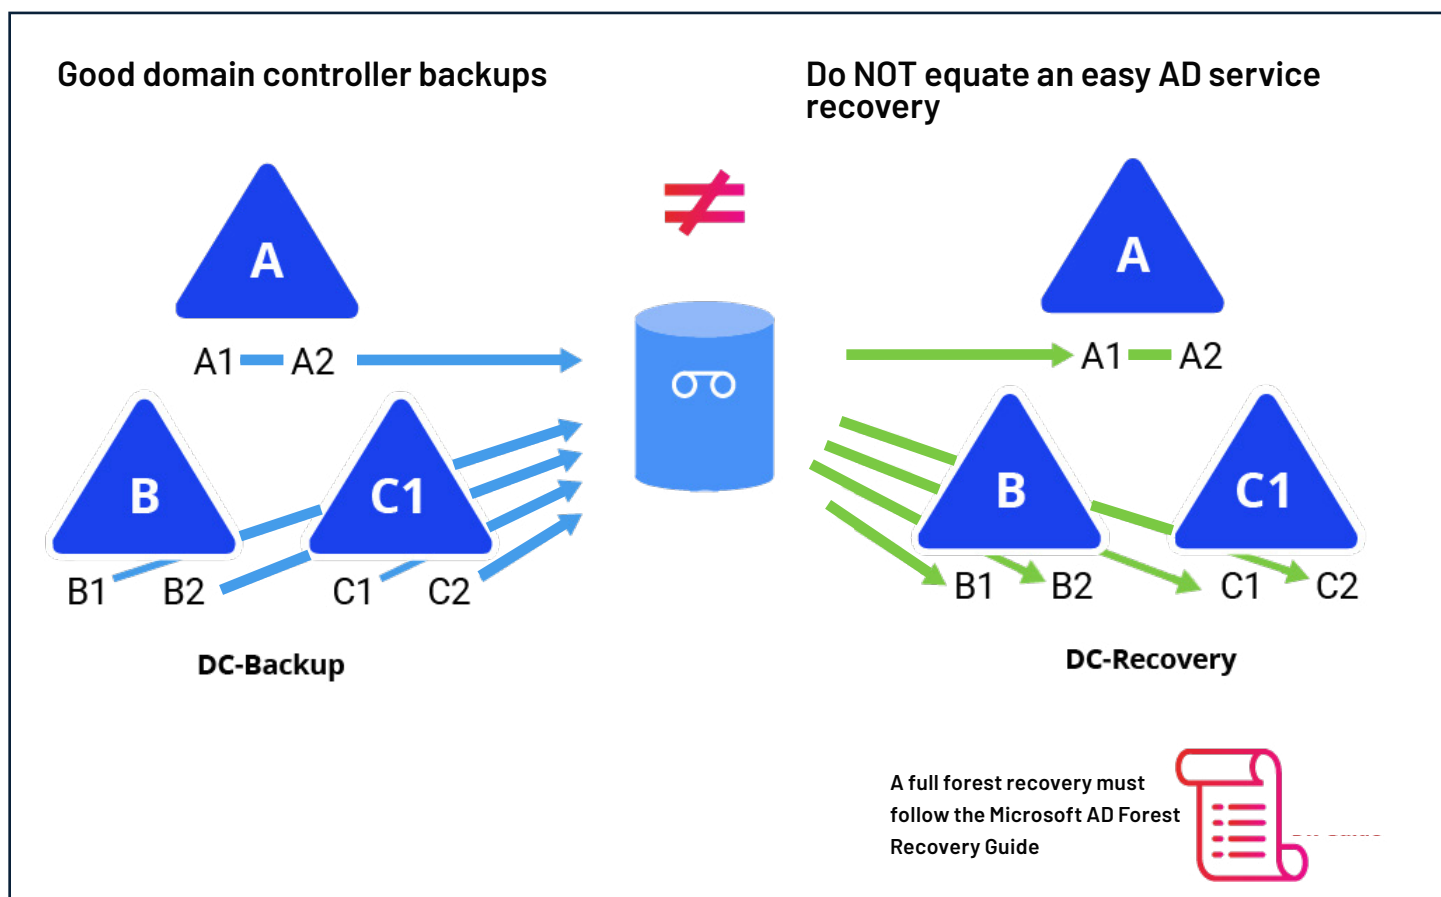 Good domain controller backups
Do NOT equate an easy AD service
recovery
A
A1
A2
B
C1
B1
B2
C1
C2
DC-Backup
A
A1
A2
B
C1
B1
B2
C1
C2
DC-Recovery
A full forest recovery must
follow the Microsoft AD Forest
Recovery Guide